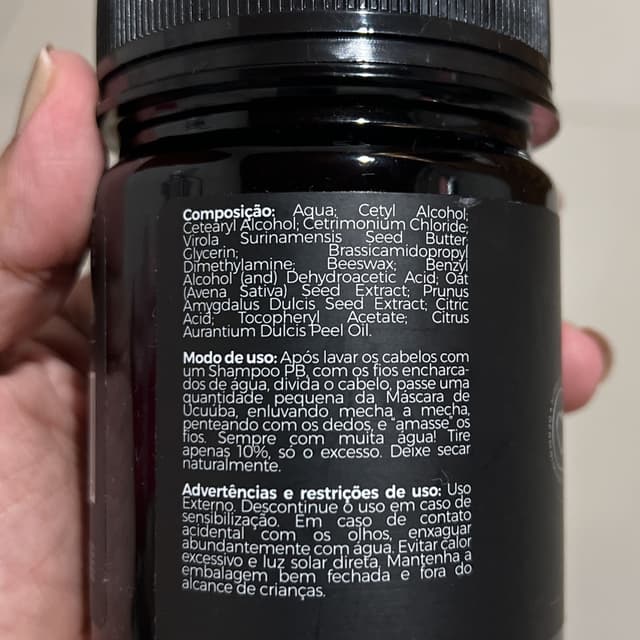 Composição: Aqua; Cetyl Alcohol;
Cetearyl Alcohol; Cetrimonium Chloride;
Virola Surinamensis Seed Butter;
Glycerin; Brassicamidopropyl
Dimethylamine; Beeswax; Benzyl
Alcohol (and) Dehydroacetic Acid; Oat
(Avena Sativa) Seed Extract; Prunus
Amygdalus Dulcis Seed Extract; Citric
Acid; Tocopheryl Acetate; Citrus
Aurantium Dulcis Peel Oil.
Modo de uso: Após lavar os cabelos com
um Shampoo PB, com os fios encharca-
dos de água, divida o cabelo, passe uma
quantidade pequena da Máscara de
Ucuúba, enluvando mecha a mecha,
penteando com os dedos, e "amasse" os
fios. Sempre com muita água! Tire
apenas 10%, só o excesso. Deixe secar
naturalmente.
Advertências e restrições de uso: Uso
Externo. Descontinue o uso em caso de
sensibilização. Em caso de contato
acidental com os olhos, enxaguar
abundantemente com água. Evitar calor
excessivo e luz solar direta. Mantenha a
embalagem bem fechada e fora do
alcance de crianças.